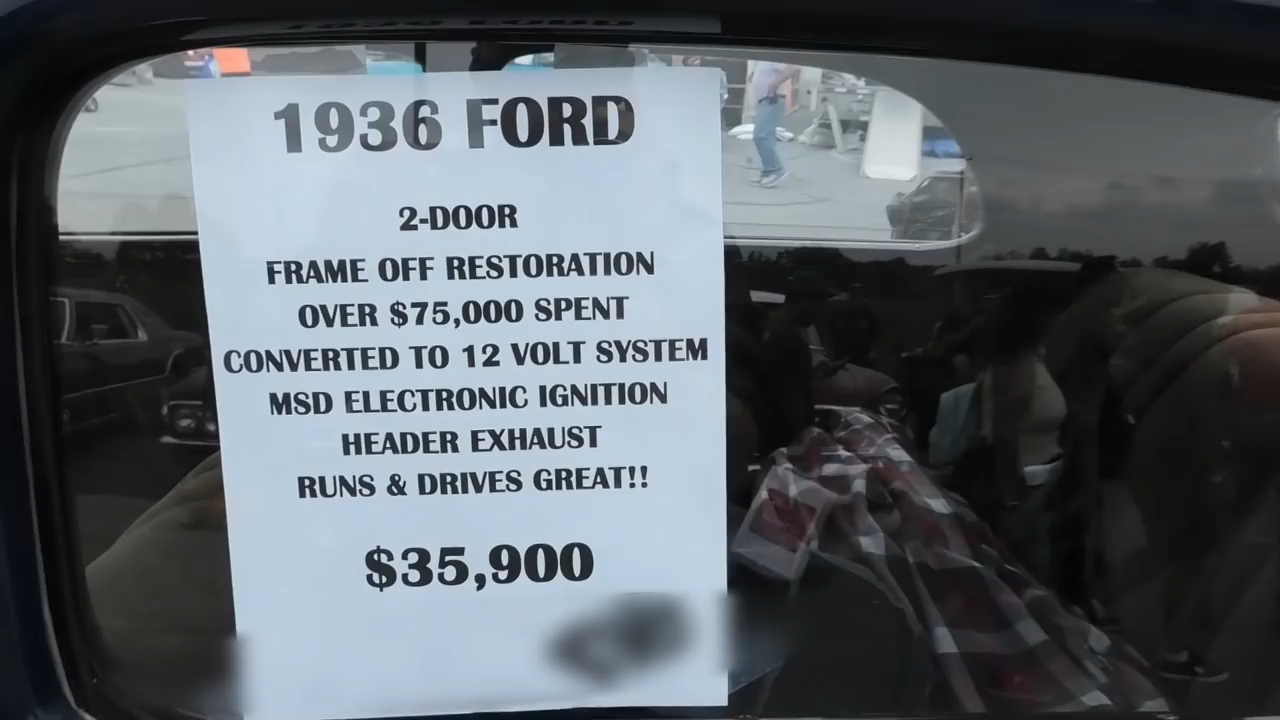 1936 FORD
2-DOOR
FRAME OFF RESTORATION
OVER $75,000 SPENT
CONVERTED TO 12 VOLT SYSTEM
MSD ELECTRONIC IGNITION
HEADER EXHAUST
RUNS & DRIVES GREAT!!
$35,900